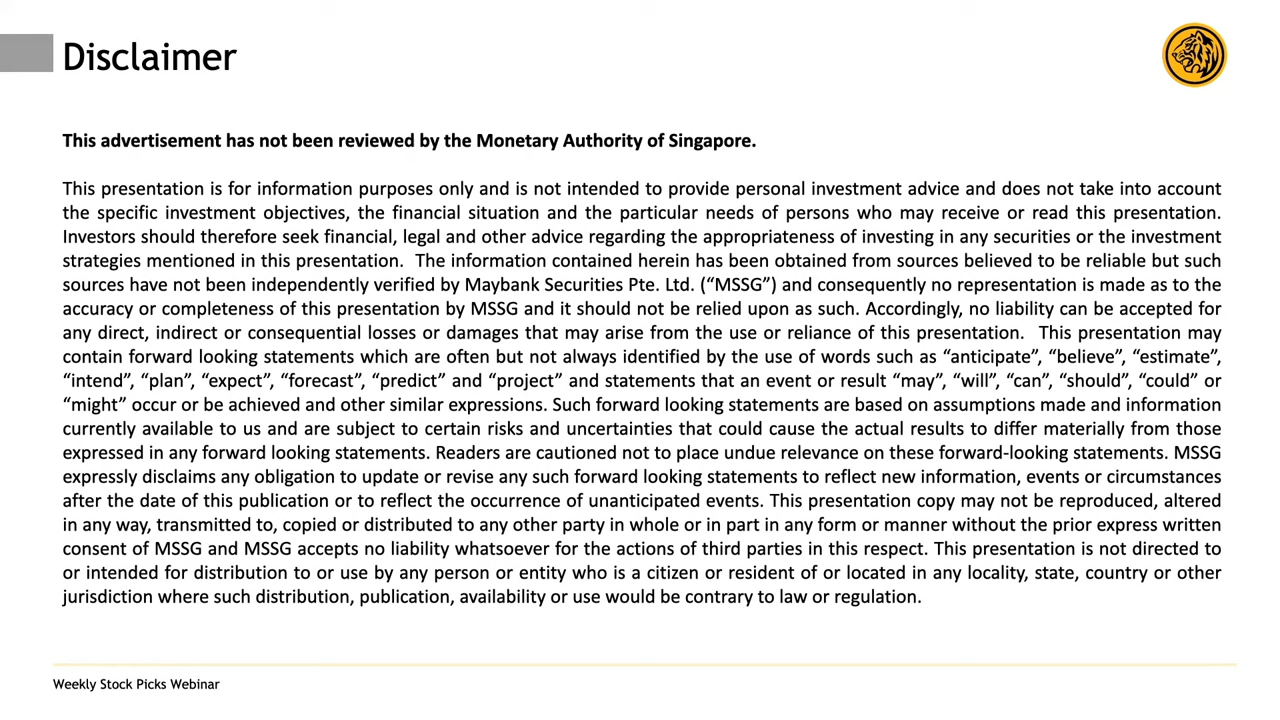 Disclaimer
This advertisement has not been reviewed by the Monetary Authority of Singapore.
This presentation is for information purposes only and is not intended to provide personal investment advice and does not take into account
the specific investment objectives, the financial situation and the particular needs of persons who may receive or read this presentation.
Investors should therefore seek financial, legal and other advice regarding the appropriateness of investing in any securities or the investment
strategies mentioned in this presentation.  The information contained herein has been obtained from sources believed to be reliable but such
sources have not been independently verified by Maybank Securities Pte. Ltd. (“MSSG”) and consequently no representation is made as to the
accuracy or completeness of this presentation by MSSG and it should not be relied upon as such. Accordingly, no liability can be accepted for
any direct, indirect or consequential losses or damages that may arise from the use or reliance of this presentation.  This presentation may
contain forward looking statements which are often but not always identified by the use of words such as “anticipate”, “believe”, “estimate”,
“intend”, “plan”, “expect”, “forecast”, “predict” and “project” and statements that an event or result “may”, “will”, “can”, “should”, “could” or
“might” occur or be achieved and other similar expressions. Such forward looking statements are based on assumptions made and information
currently available to us and are subject to certain risks and uncertainties that could cause the actual results to differ materially from those
expressed in any forward looking statements. Readers are cautioned not to place undue relevance on these forward-looking statements. MSSG
expressly disclaims any obligation to update or revise any such forward looking statements to reflect new information, events or circumstances
after the date of this publication or to reflect the occurrence of unanticipated events. This presentation copy may not be reproduced, altered
in any way, transmitted to, copied or distributed to any other party in whole or in part in any form or manner without the prior express written
consent of MSSG and MSSG accepts no liability whatsoever for the actions of third parties in this respect. This presentation is not directed to
or intended for distribution to or use by any person or entity who is a citizen or resident of or located in any locality, state, country or other
jurisdiction where such distribution, publication, availability or use would be contrary to law or regulation.
Weekly Stock Picks Webinar